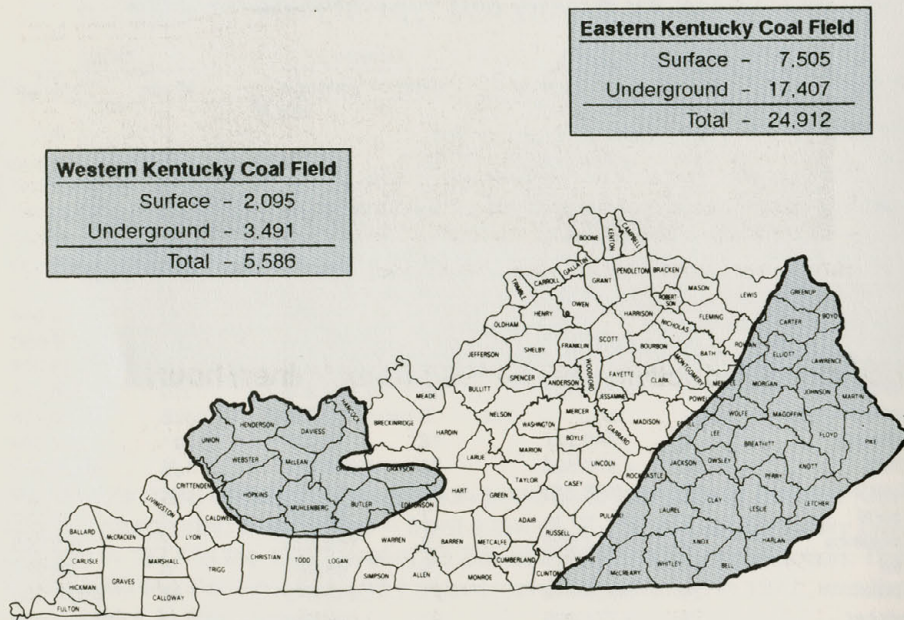 Eastern Kentucky Coal Field
Surface - 7,505
Underground - 17,407
Total - 24,912
Western Kentucky Coal Field
Surface - 2,095
Underground - 3,491
Total - 5,586
BOONE
KENTON
CAMPBELL
GALLATIN
PENDLETON
BRACKEN
GRANT
MASON
TRIMBLE
CARROLL
OWEN
ROBERT
SON
LEWIS
GREENUP
HENRY
HARRISON
FLEMING
CARTER
BOYD
OLDHAM
SCOTT
NICHOLAS
ROWAN
JEFFERSON
SHELBY
FRANKLIN
BOURBON
BATH
ELLIOTT
LAWRENCE
WOODFORD
MONTGOMERY
MEADE
BULLITT
SPENCER
ANDERSON
FAYETTE
CLARK
MENIFEE
MORGAN
JOHNSON
MARTIN
HANCOCK
JESSAMINE
POWELL
HENDERSON
DAVIESS
BRECKINRIDGE
NELSON
MERCER
MADISON
ESTILL
WOLFE
MAGOFFIN
UNION
HARDIN
WASHINGTON
GARRARD
LEE
FLOYD
PIKE
WEBSTER
McLEAN
GRAYSON
LARUE
MARION
BOYLE
JACKSON
OWSLEY
BREATHITT
KNOTT
CRITTENDEN
LINCOLN
ROCKCASTLE
PERRY
LIVINGSTON
HOPKINS
MUHLENBERG
BUTLER
EDMONSON
HART
GREEN
TAYLOR
CASEY
LAUREL
CLAY
LESLIE
LETCHER
CALDWELL
ADAIR
PULASKI
BALLARD
McCRACKEN
LYON
WARREN
BARREN
METCALFE
RUSSELL
KNOX
HARLAN
CARLISLE
MARSHALL
TRIGG
CHRISTIAN
TODD
LOGAN
CUMBERLAND
WAYNE
WHITLEY
BELL
HICKMAN
GRAVES
SIMPSON
ALLEN
MONROE
CLINTON
McCREARY
FULTON
CALLOWAY